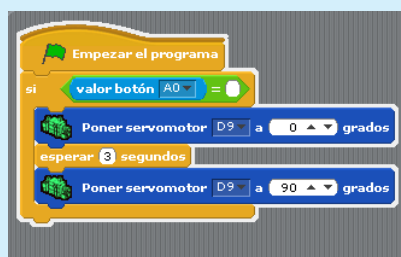 Empezar el programa
si valor botón A0 =
Poner servomotor D9 a 0 grados
esperar 3 segundos
Poner servomotor D9 a 90 grados